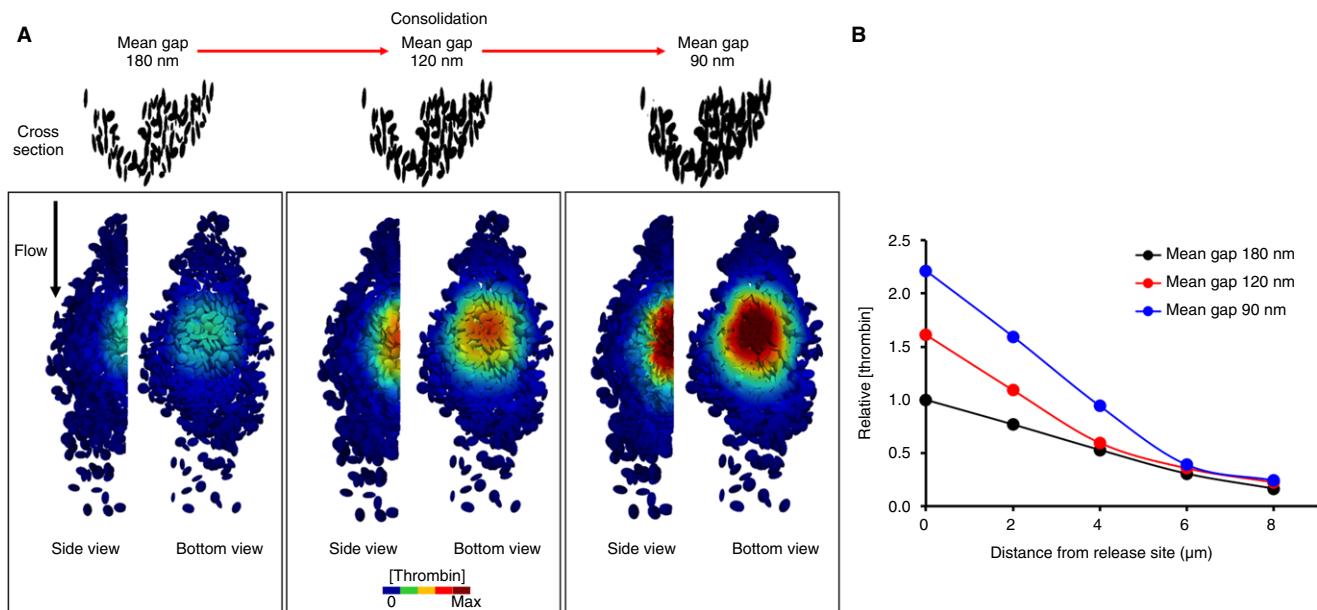 A
Consolidation
Mean gap
180 nm
Mean gap
120 nm
Mean gap
90 nm
Cross
section
Flow
Side view
Bottom view
Side view
Bottom view
Side view
Bottom view
[Thrombin]
0
Max
B
2.5
2.0
1.5
1.0
0.5
0.0
Relative [thrombin]
Mean gap 180 nm
Mean gap 120 nm
Mean gap 90 nm
0
2
4
6
8
Distance from release site (µm)